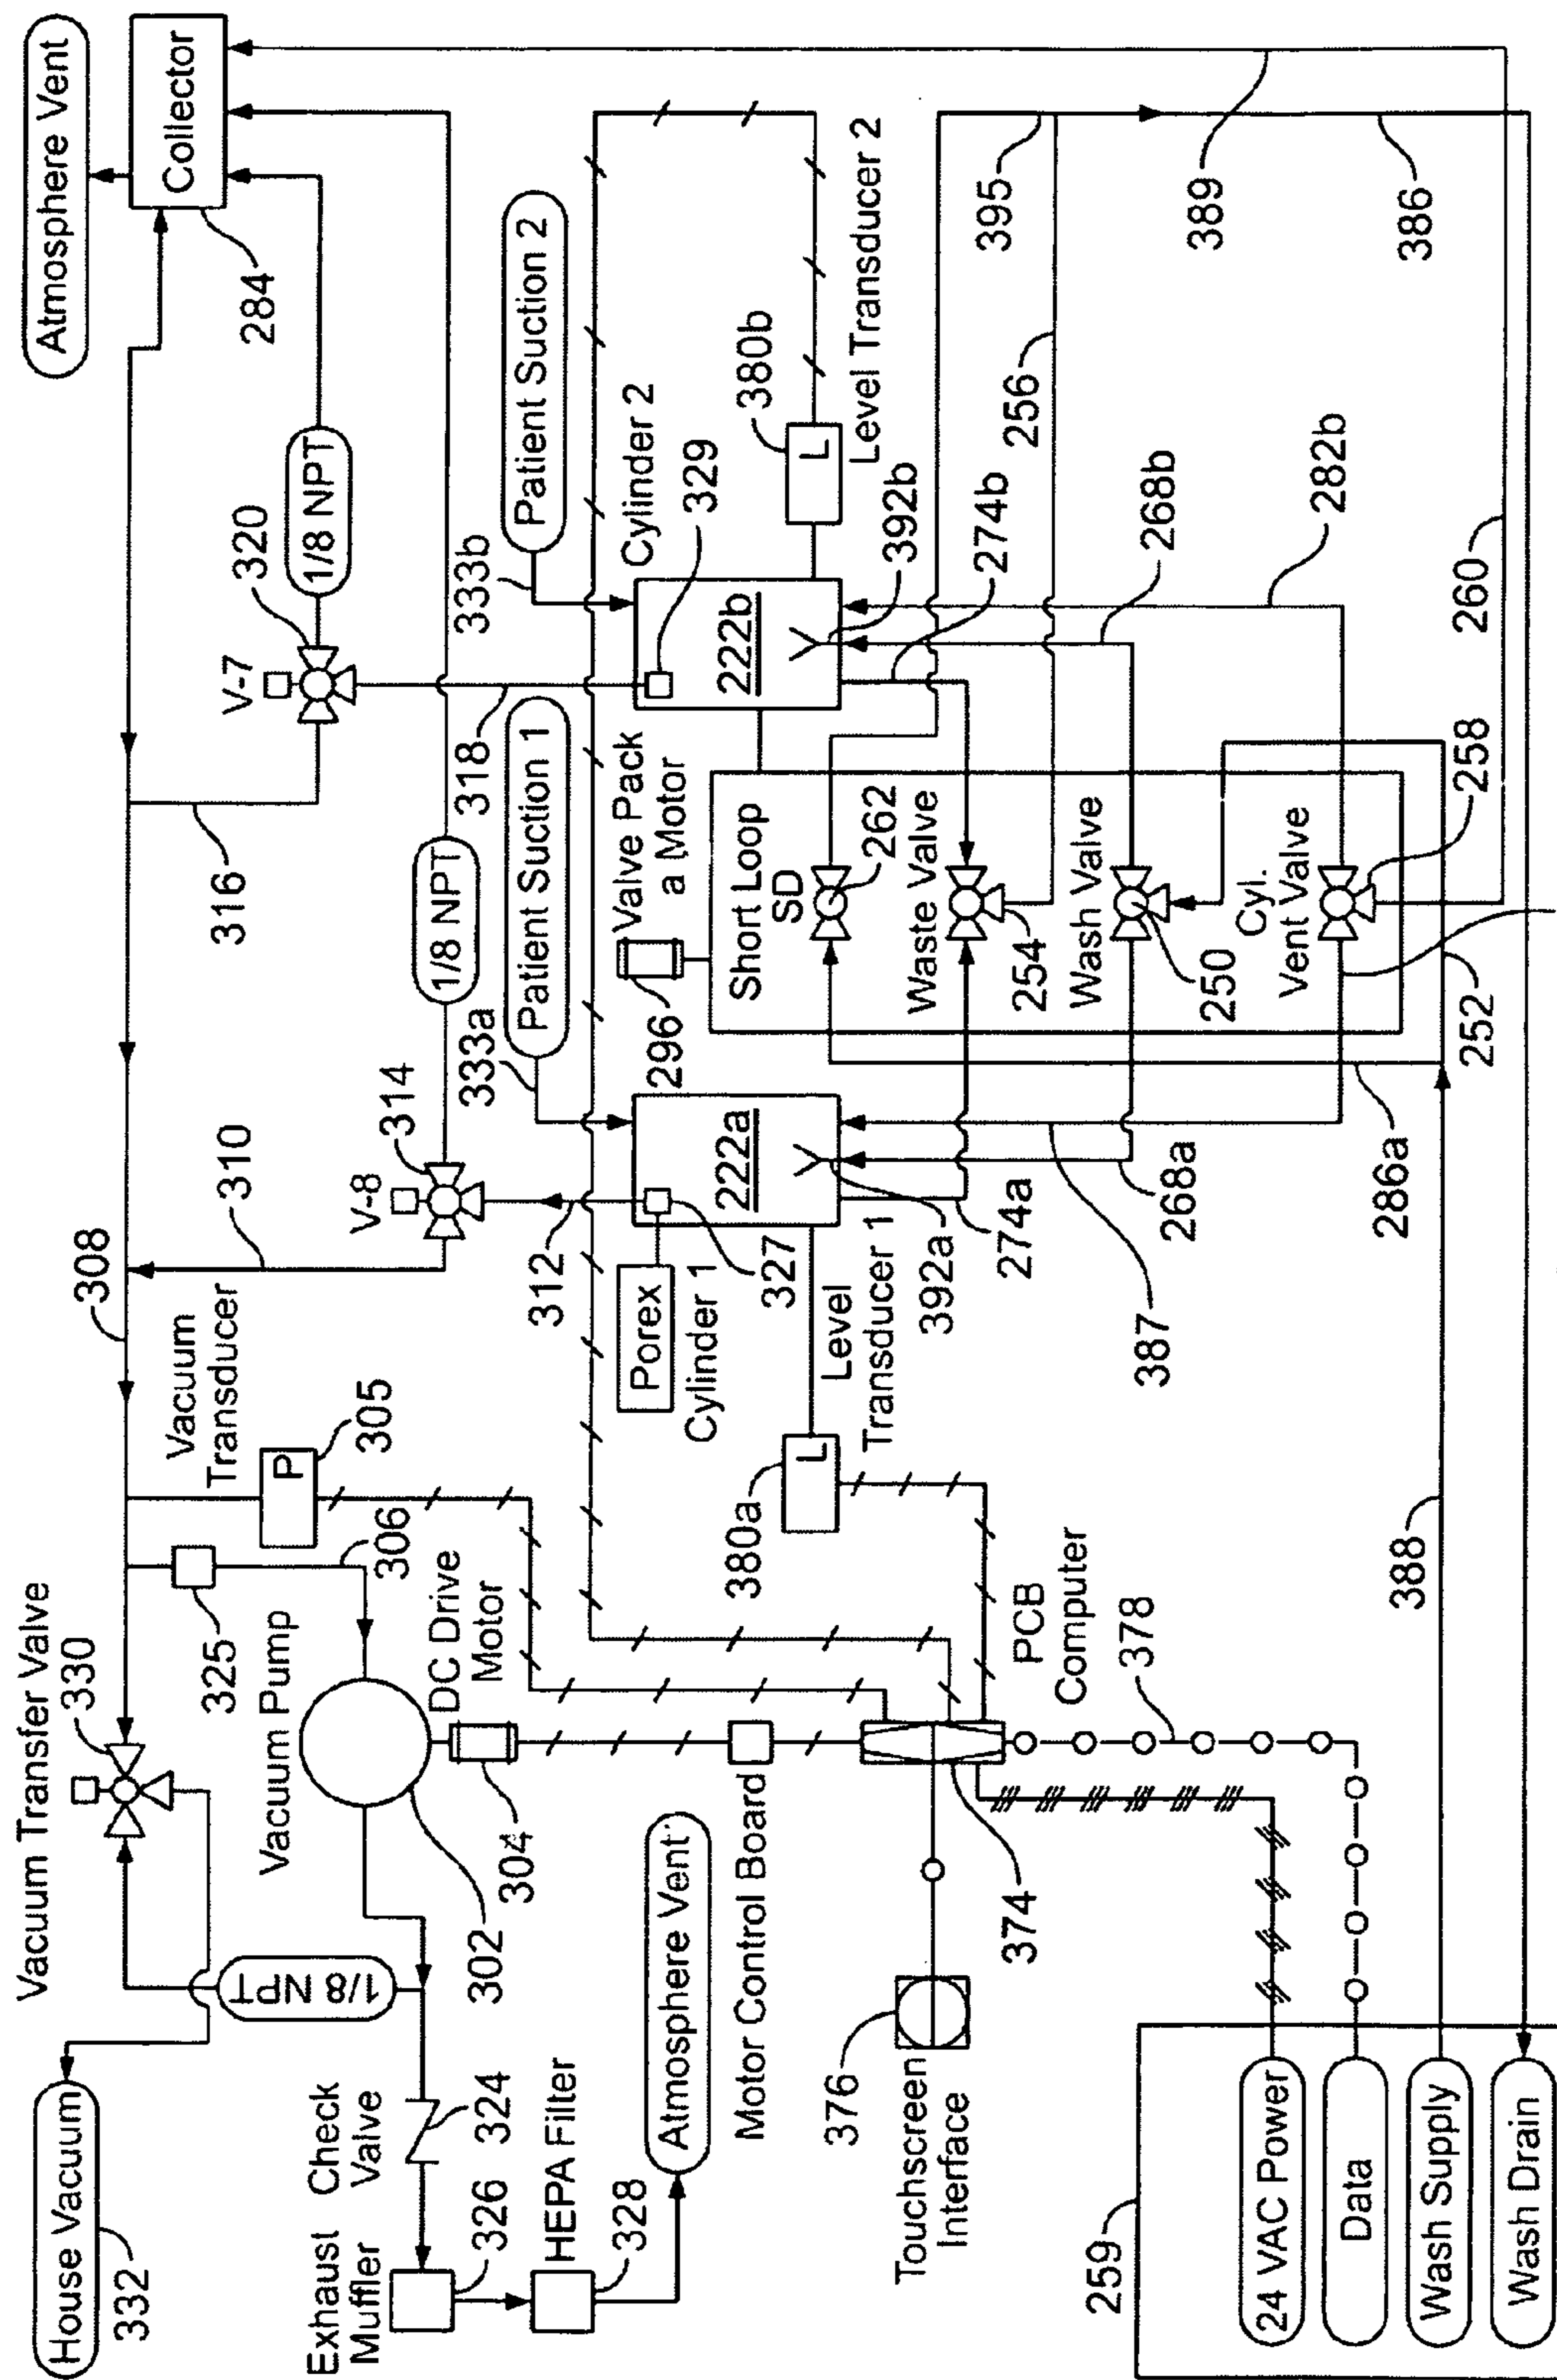 House Vacuum
332
Vacuum Transfer Valve
330
325
306
Vacuum
Transducer
P
305
308
310
V-8
314
316
V-7
320
1/8 NPT
284
Collector
Atmosphere Vent
1/8 NPT
Exhaust
Muffler
Check
Valve
324
326
HEPA Filter
328
Atmosphere Vent
Vacuum Pump
302
DC Drive
Motor
304
Motor Control Board
1/8 NPT
312
318
333a
Patient Suction 1
333b
Patient Suction 2
Porex
Cylinder 1
327
222a
392a
274a
Level
Transducer 1
L
380a
296
Valve Pack
a Motor
Cylinder 2
329
222b
392b
274b
L
380b
Level Transducer 2
Short Loop
SD
262
Waste Valve
254
Wash Valve
250
Cyl.
Vent Valve
258
268a
387
286a
252
268b
282b
256
260
395
389
386
Touchscreen
Interface
376
374
PCB
Computer
378
388
259
24 VAC Power
Data
Wash Supply
Wash Drain